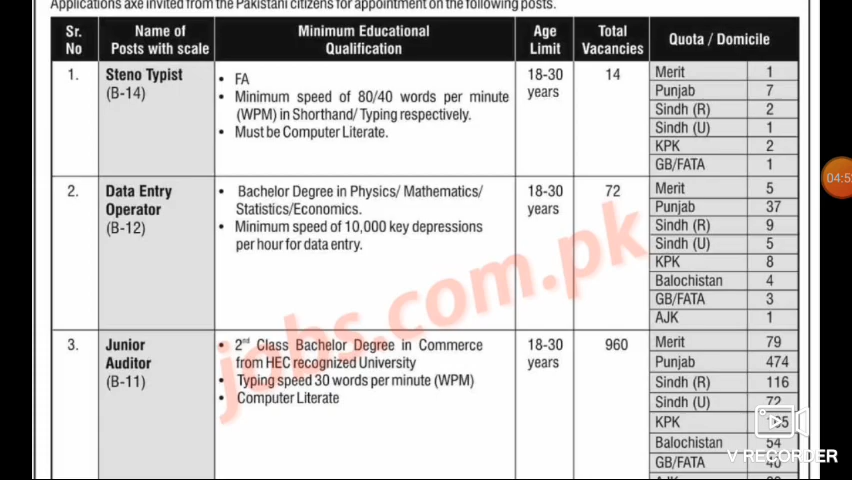 Applications axe invited from the Pakistani citizens for appointment on the following posts.
Sr. No Name of Posts with scale Minimum Educational Qualification Age Limit Total Vacancies Quota / Domicile
1. Steno Typist (B-14)
• FA
• Minimum speed of 80/40 words per minute (WPM) in Shorthand/ Typing respectively.
• Must be Computer Literate.
18-30 years
14
Merit 1
Punjab 7
Sindh (R) 2
Sindh (U) 1
KPK 2
GB/FATA 1
2. Data Entry Operator (B-12)
• Bachelor Degree in Physics/ Mathematics/ Statistics/Economics.
• Minimum speed of 10,000 key depressions per hour for data entry.
18-30 years
72
Merit 5
Punjab 37
Sindh (R) 9
Sindh (U) 5
KPK 8
Balochistan 4
GB/FATA 3
AJK 1
3. Junior Auditor (B-11)
• 2nd Class Bachelor Degree in Commerce from HEC recognized University
• Typing speed 30 words per minute (WPM)
• Computer Literate
18-30 years
960
Merit 79
Punjab 474
Sindh (R) 116
Sindh (U) 72
KPK
Balochistan 54
GB/FATA 40
jobs.com.pk
04:5
V RECORDER